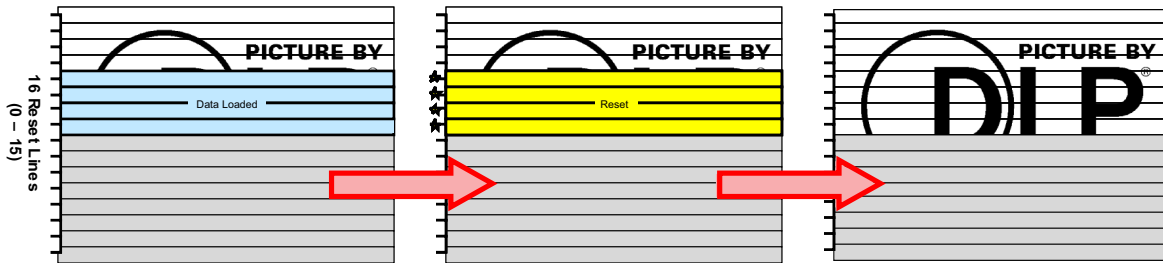 16 Reset Lines
(0 – 15)
PICTURE BY
Data Loaded
PICTURE BY
Reset
PICTURE BY
DLP®